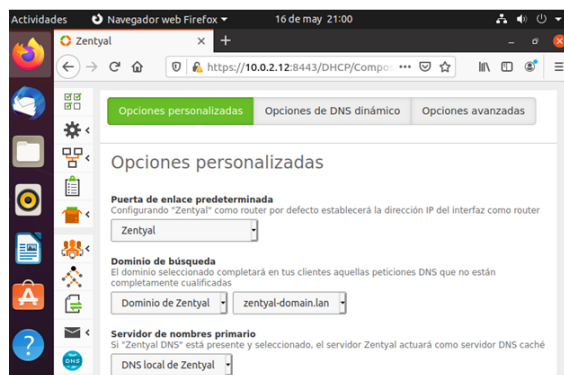 Actividades
Navegador web Firefox
16 de may 21:00
Zentyal
https://10.0.2.12:8443/DHCP/Compo
Opciones personalizadas
Opciones de DNS dinámico
Opciones avanzadas
Opciones personalizadas
Puerta de enlace predeterminada
Configurando "Zentyal" como router por defecto establecerá la dirección IP del interfaz como router
Zentyal
Dominio de búsqueda
El dominio seleccionado completará en tus clientes aquellas peticiones DNS que no están
completamente cualificadas
Dominio de Zentyal
zentyal-domain.lan
Servidor de nombres primario
Si "Zentyal DNS" está presente y seleccionado, el servidor Zentyal actuará como servidor DNS caché
DNS local de Zentyal
DNS